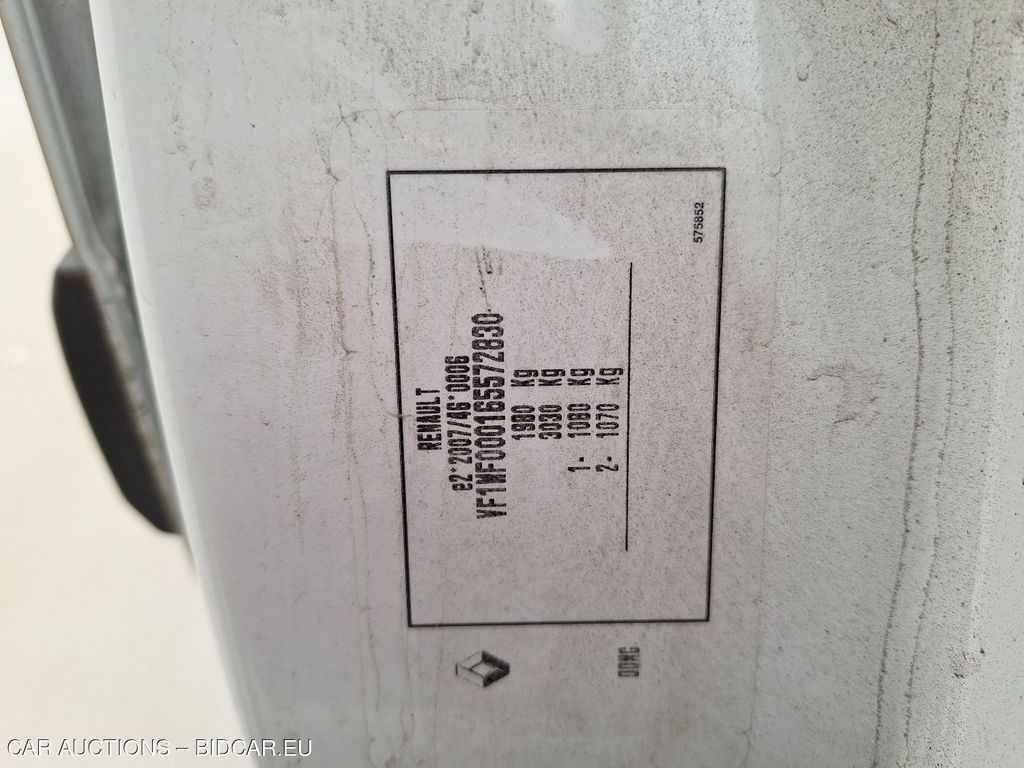 RENAULT
e2*2007/46*0006
VF1WF000165572830
1980 Kg
3030 Kg
1- 1080 Kg
2- 1070 Kg
575852
CAR AUCTIONS – BIDCAR.EU